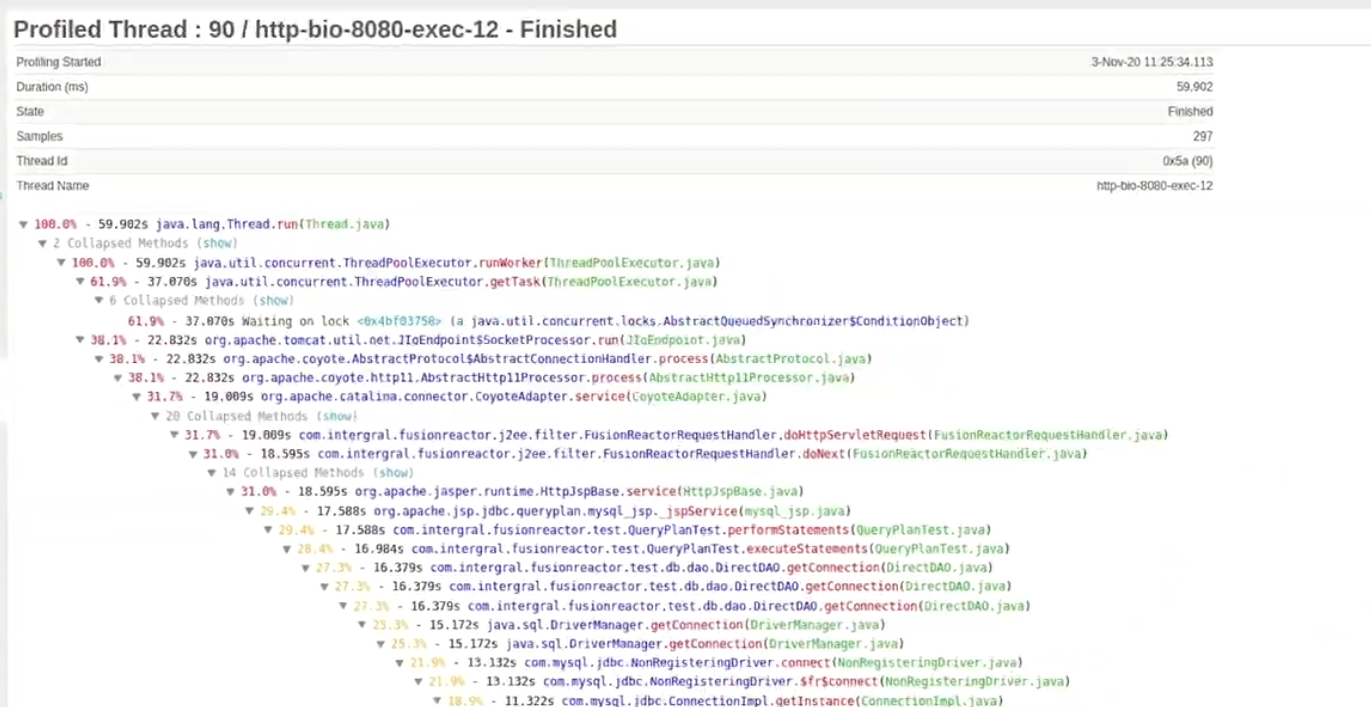 Profiled Thread : 90 / http-bio-8080-exec-12 - Finished
Profiling Started 3-Nov-20 11:25:34.113
Duration (ms) 59,902
State Finished
Samples 297
Thread Id 0x5a (90)
Thread Name http-bio-8080-exec-12
▼ 100.0% - 59.902s java.lang.Thread.run(Thread.java)
▼ 2 Collapsed Methods (show)
▼ 100.0% - 59.902s java.util.concurrent.ThreadPoolExecutor.runWorker(ThreadPoolExecutor.java)
▼ 61.9% - 37.070s java.util.concurrent.ThreadPoolExecutor.getTask(ThreadPoolExecutor.java)
▼ 6 Collapsed Methods (show)
61.9% - 37.070s Waiting on lock <0x4bf03758> (a java.util.concurrent.locks.AbstractQueuedSynchronizer$ConditionObject)
▼ 38.1% - 22.832s org.apache.tomcat.util.net.JIoEndpoint$SocketProcessor.run(JIoEndpoint.java)
▼ 38.1% - 22.832s org.apache.coyote.AbstractProtocol$AbstractConnectionHandler.process(AbstractProtocol.java)
▼ 38.1% - 22.832s org.apache.coyote.http11.AbstractHttp11Processor.process(AbstractHttp11Processor.java)
▼ 31.7% - 19.009s org.apache.catalina.connector.CoyoteAdapter.service(CoyoteAdapter.java)
▼ 20 Collapsed Methods (show)
▼ 31.7% - 19.009s com.intergral.fusionreactor.j2ee.filter.FusionReactorRequestHandler.doHttpServletRequest(FusionReactorRequestHandler.java)
▼ 31.0% - 18.595s com.intergral.fusionreactor.j2ee.filter.FusionReactorRequestHandler.doNext(FusionReactorRequestHandler.java)
▼ 14 Collapsed Methods (show)
▼ 31.0% - 18.595s org.apache.jasper.runtime.HttpJspBase.service(HttpJspBase.java)
▼ 29.4% - 17.588s org.apache.jsp.jdbc.queryplan.mysql_jsp._jspService(mysql_jsp.java)
▼ 29.4% - 17.588s com.intergral.fusionreactor.test.QueryPlanTest.performStatements(QueryPlanTest.java)
▼ 28.4% - 16.984s com.intergral.fusionreactor.test.QueryPlanTest.executeStatements(QueryPlanTest.java)
▼ 27.3% - 16.379s com.intergral.fusionreactor.test.db.dao.DirectDAO.getConnection(DirectDAO.java)
▼ 27.3% - 16.379s com.intergral.fusionreactor.test.db.dao.DirectDAO.getConnection(DirectDAO.java)
▼ 27.3% - 16.379s com.intergral.fusionreactor.test.db.dao.DirectDAO.getConnection(DirectDAO.java)
▼ 25.3% - 15.172s java.sql.DriverManager.getConnection(DriverManager.java)
▼ 25.3% - 15.172s java.sql.DriverManager.getConnection(DriverManager.java)
▼ 21.9% - 13.132s com.mysql.jdbc.NonRegisteringDriver.connect(NonRegisteringDriver.java)
▼ 21.9% - 13.132s com.mysql.jdbc.NonRegisteringDriver.$fr$connect(NonRegisteringDriver.java)
▼ 18.9% - 11.322s com.mysql.jdbc.ConnectionImpl.getInstance(ConnectionImpl.java)